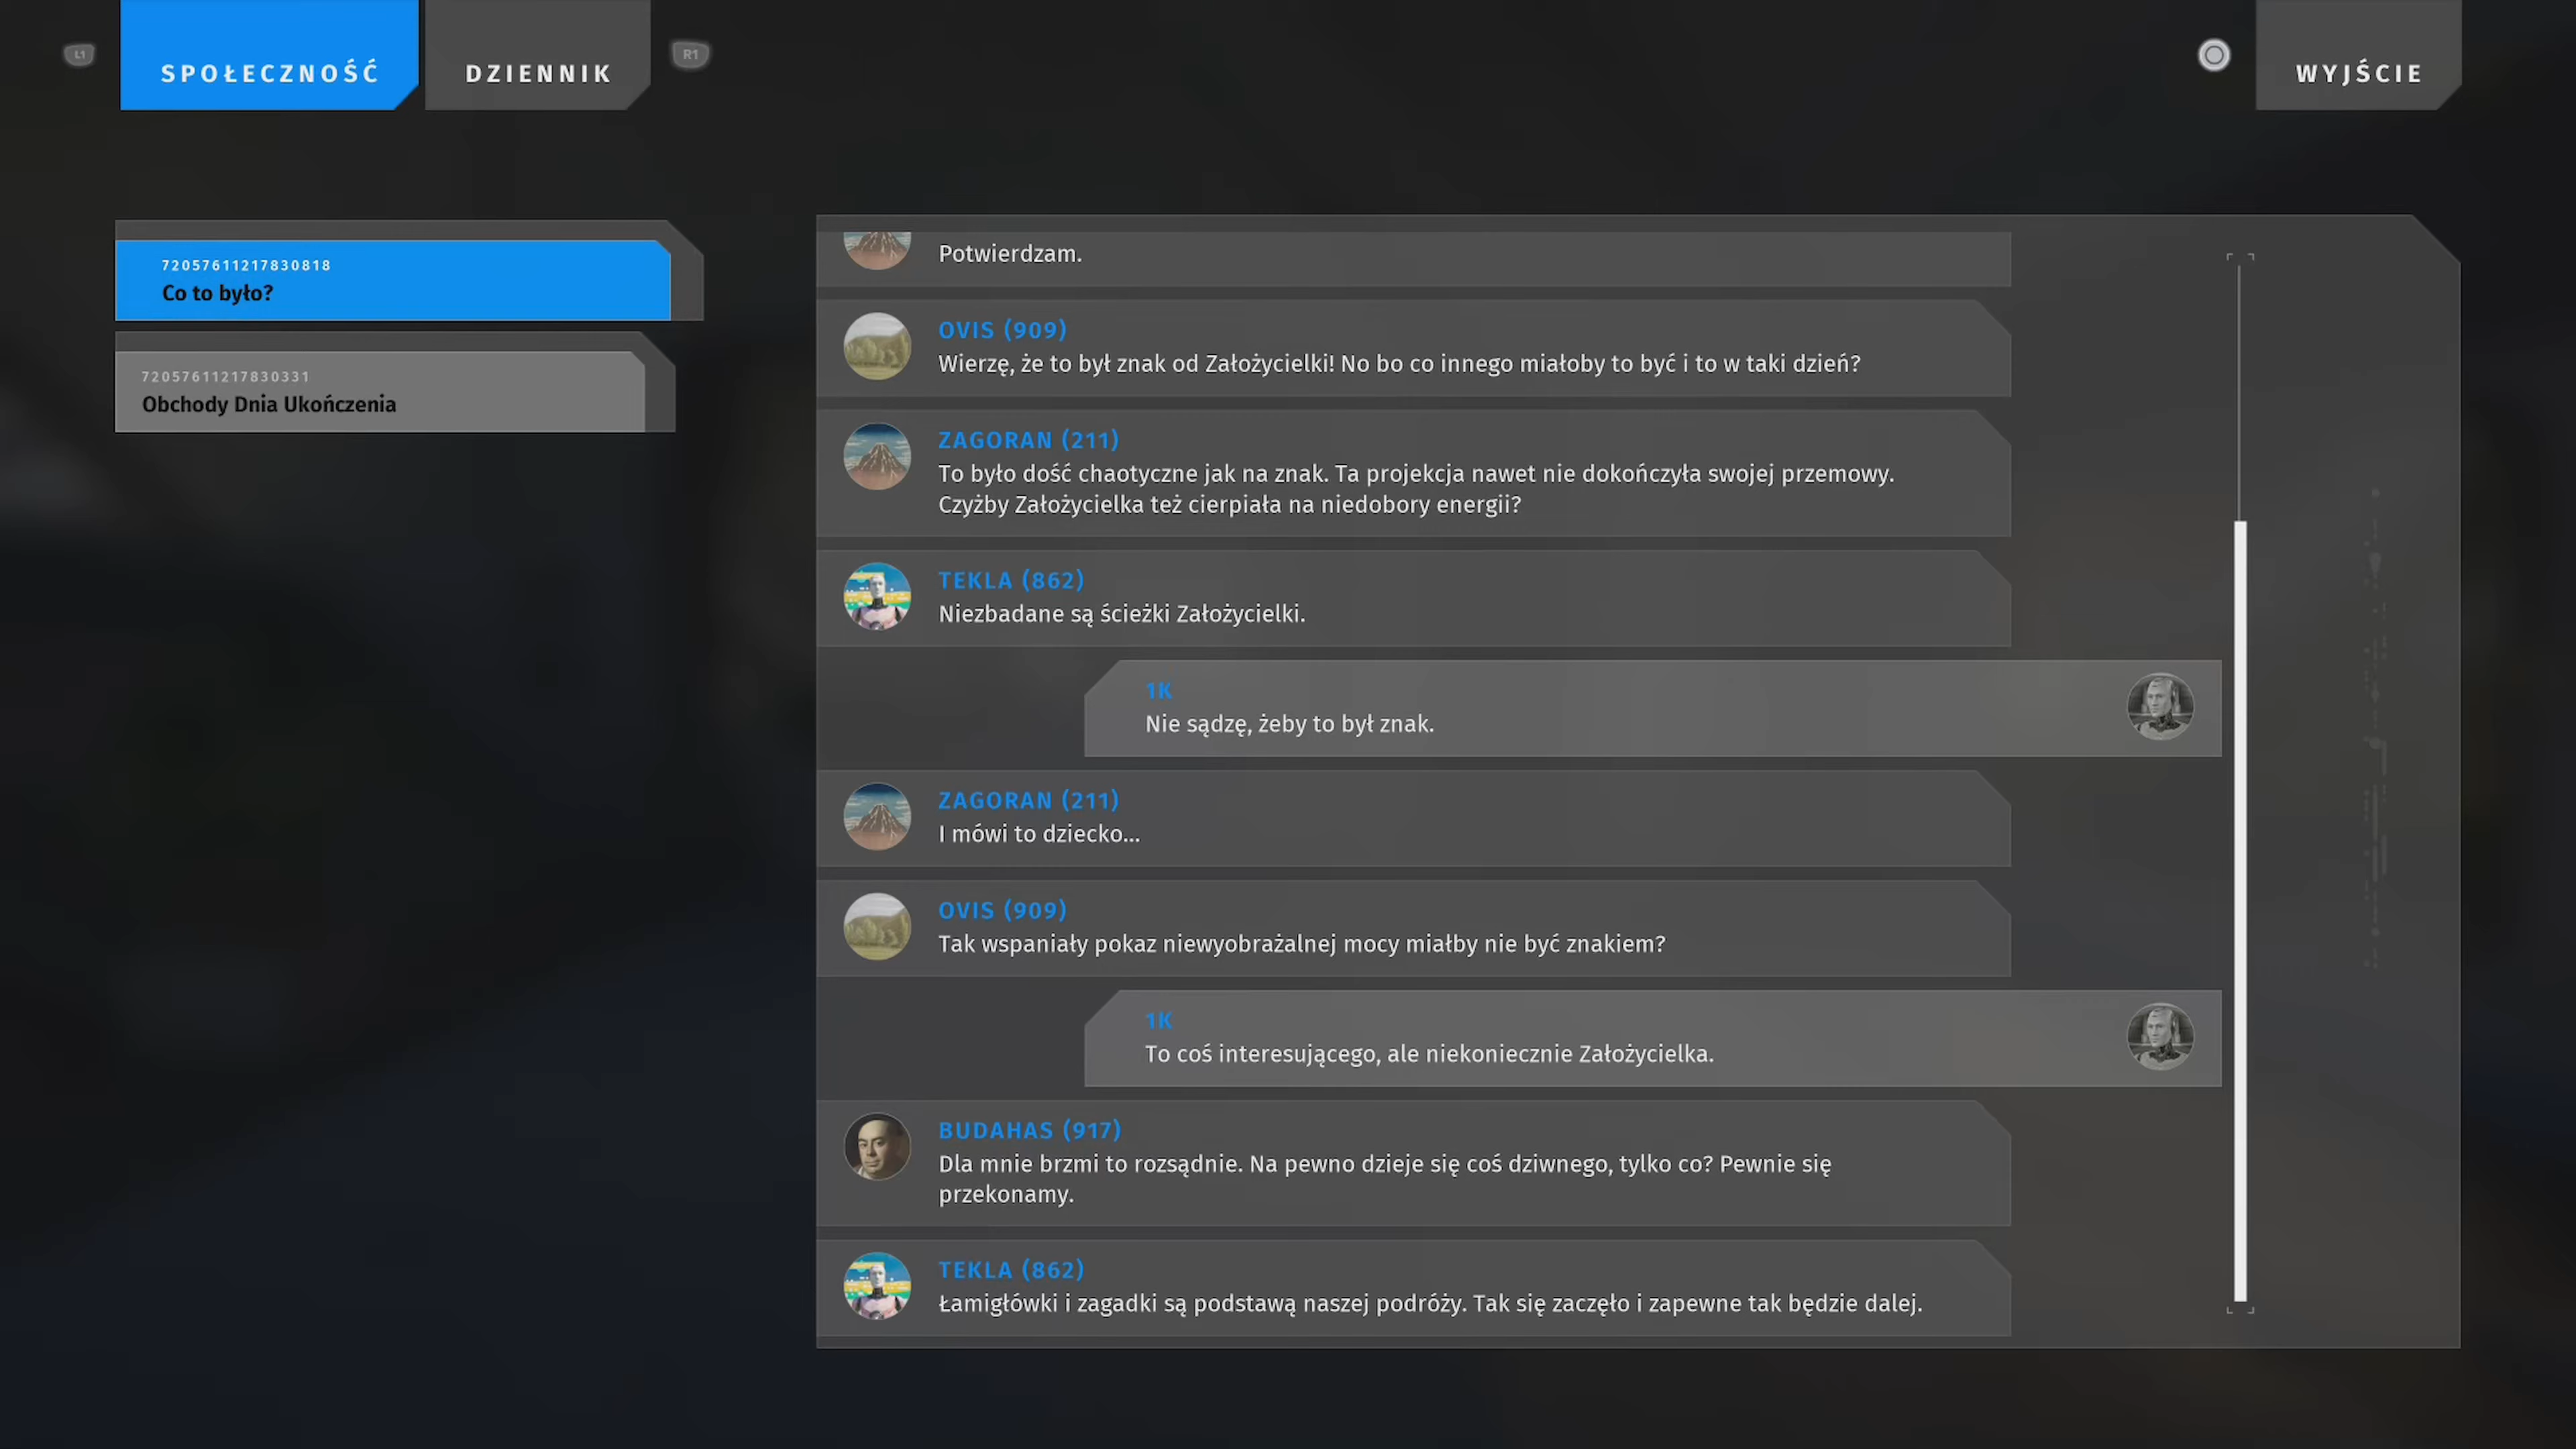 L1
SPOŁECZNOŚĆ
DZIENNIK
R1
WYJŚCIE
72057611217830818
Co to było?
72057611217830331
Obchody Dnia Ukończenia
Potwierdzam.
OVIS (909)
Wierzę, że to był znak od Założycielki! No bo co innego miałoby to być i to w taki dzień?
ZAGORAN (211)
To było dość chaotyczne jak na znak. Ta projekcja nawet nie dokończyła swojej przemowy.
Czyżby Założycielka też cierpiała na niedobory energii?
TEKLA (862)
Niezbadane są ścieżki Założycielki.
1K
Nie sądzę, żeby to był znak.
ZAGORAN (211)
I mówi to dziecko...
OVIS (909)
Tak wspaniały pokaz niewyobrażalnej mocy miałby nie być znakiem?
1K
To coś interesującego, ale niekoniecznie Założycielka.
BUDAHAS (917)
Dla mnie brzmi to rozsądnie. Na pewno dzieje się coś dziwnego, tylko co? Pewnie się
przekonamy.
TEKLA (862)
Łamigłówki i zagadki są podstawą naszej podróży. Tak się zaczęło i zapewne tak będzie dalej.